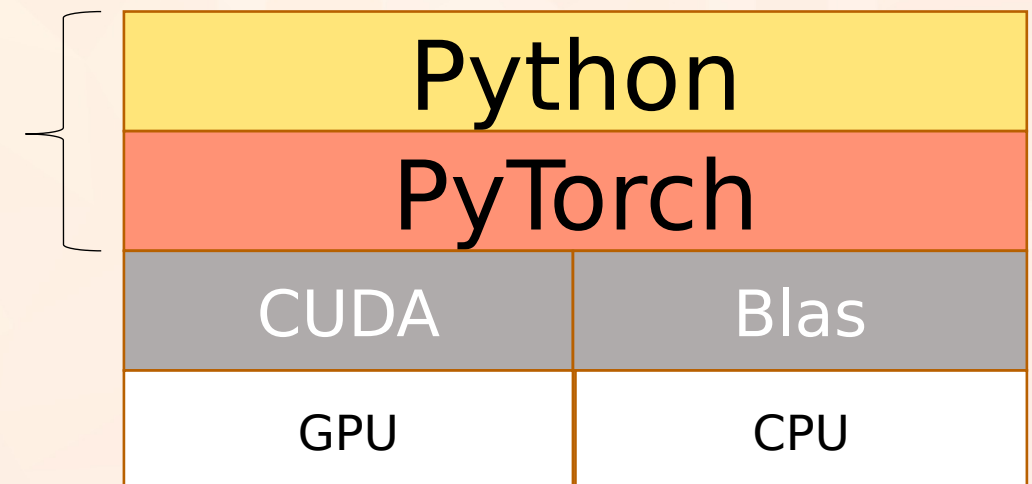 Python
PyTorch
CUDA
Blas
GPU
CPU